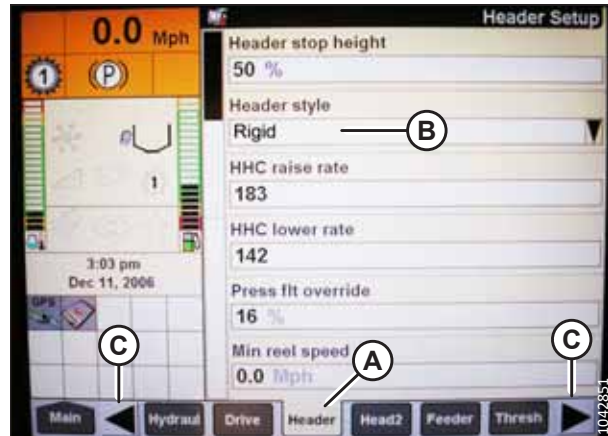 0.0 Mph
Header Setup
1
P
Header stop height
50 %
Header style
Rigid
B
HHC raise rate
183
1
HHC lower rate
142
3:03 pm
Dec 11, 2006
Press flt override
16 %
GPS
Min reel speed
0.0 Mph
C
A
C
Main
Hydraul
Drive
Header
Head2
Feeder
Thresh
1042851